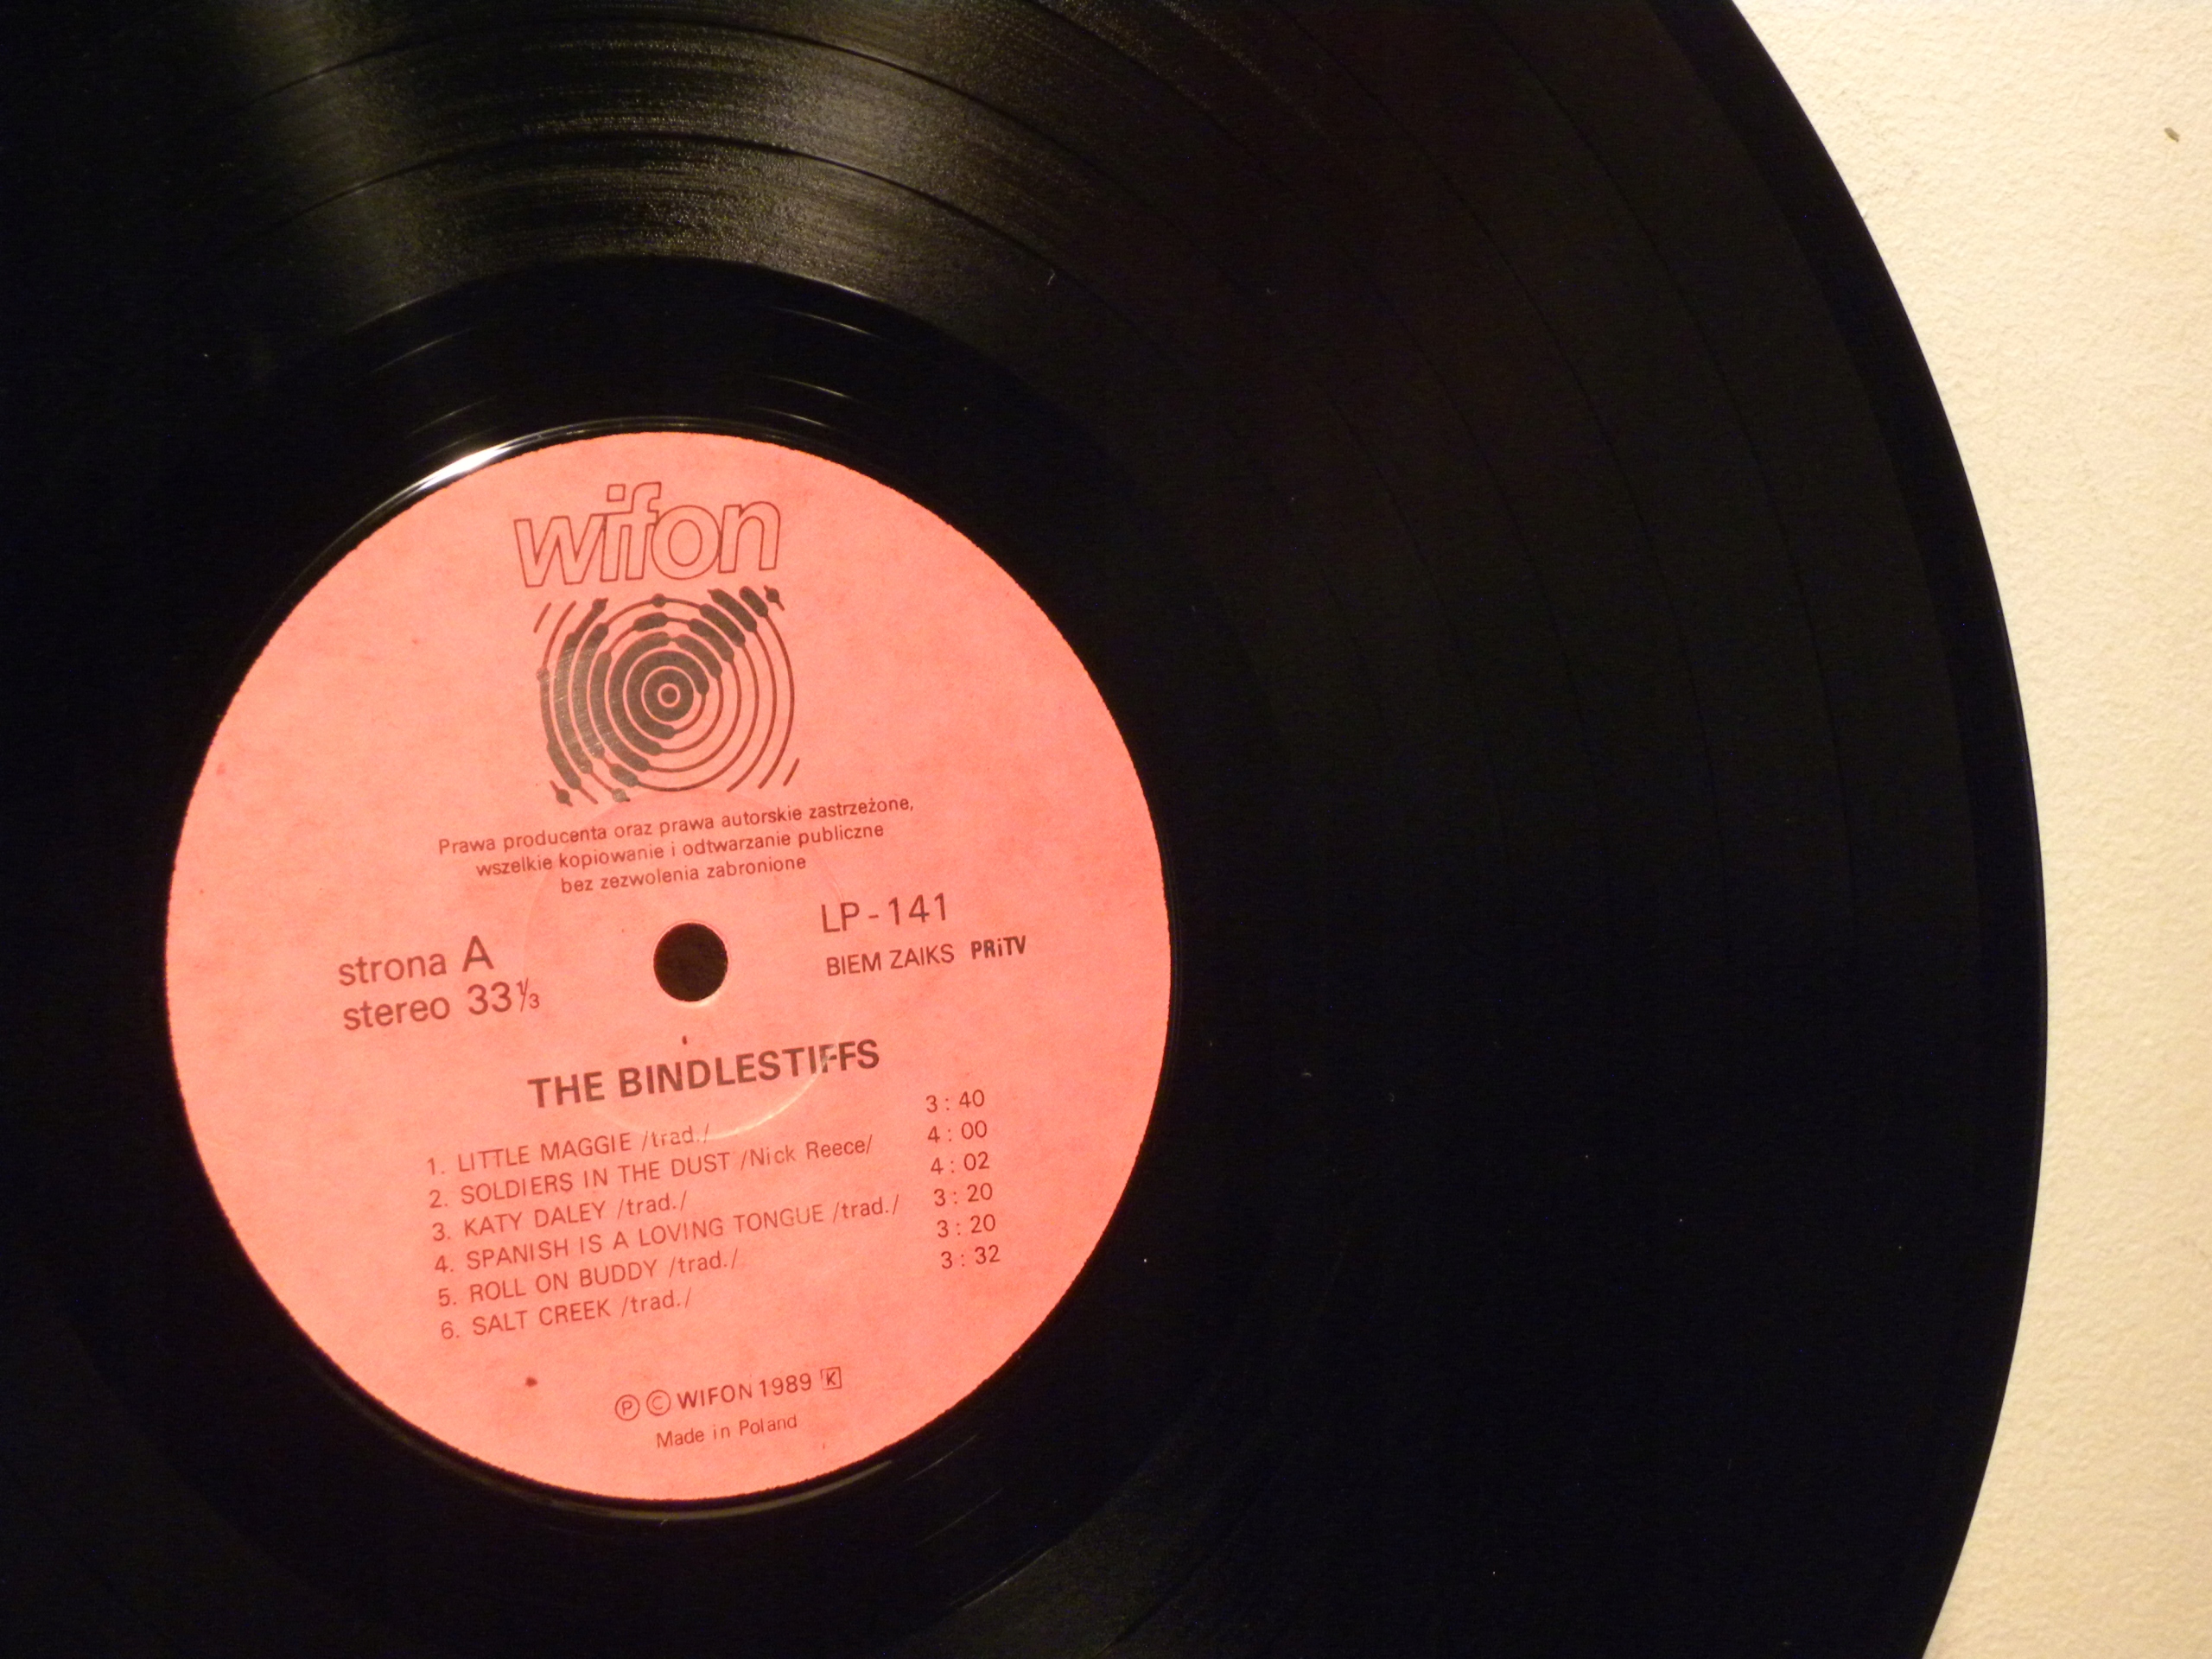 wifon
Prawa producenta oraz prawa autorskie zastrzeżone,
wszelkie kopiowanie i odtwarzanie publiczne
bez zezwolenia zabronione
strona A
stereo 33⅓
LP-141
BIEM ZAIKS PRiTV
THE BINDLESTIFFS
1. LITTLE MAGGIE /trad./ 3:40
2. SOLDIERS IN THE DUST /Nick Reece/ 4:00
3. KATY DALEY /trad./ 4:02
4. SPANISH IS A LOVING TONGUE /trad./ 3:20
5. ROLL ON BUDDY /trad./ 3:20
6. SALT CREEK /trad./ 3:32
Ⓟ © WIFON 1989 K
Made in Poland